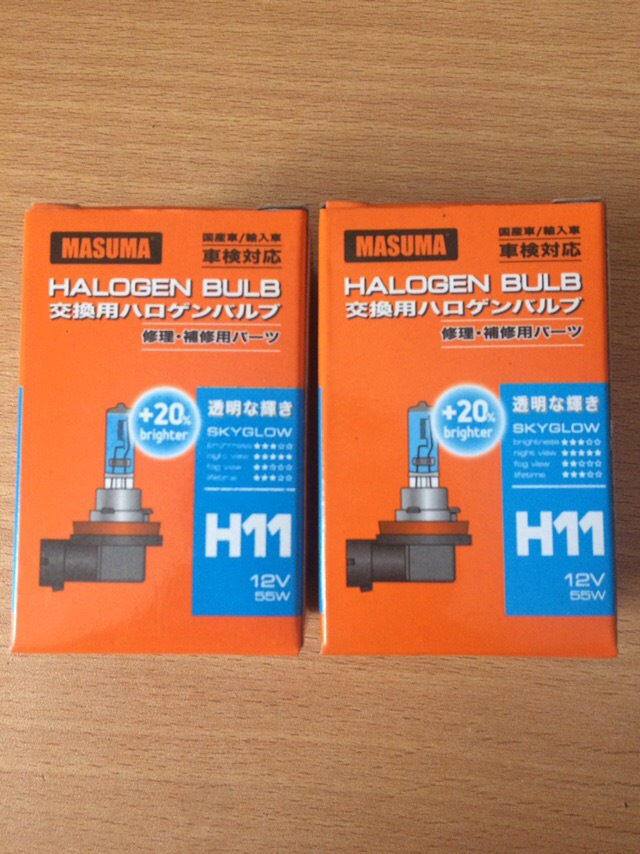 MASUMA
国産車/輸入車
車検対応
HALOGEN BULB
交換用ハロゲンバルブ
修理・補修用パーツ
+20%
brighter
透明な輝き
SKYGLOW
brightness ★★★☆☆
night view ★★★★★
fog view ★★☆☆☆
lifetime ★★★☆☆
H11
12V
55W
MASUMA
国産車/輸入車
車検対応
HALOGEN BULB
交換用ハロゲンバルブ
修理・補修用パーツ
+20%
brighter
透明な輝き
SKYGLOW
brightness ★★★☆☆
night view ★★★★★
fog view ★★☆☆☆
lifetime ★★★☆☆
H11
12V
55W